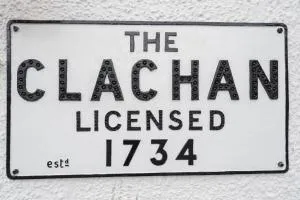 THE
CLACHAN
LICENSED
estd 1734